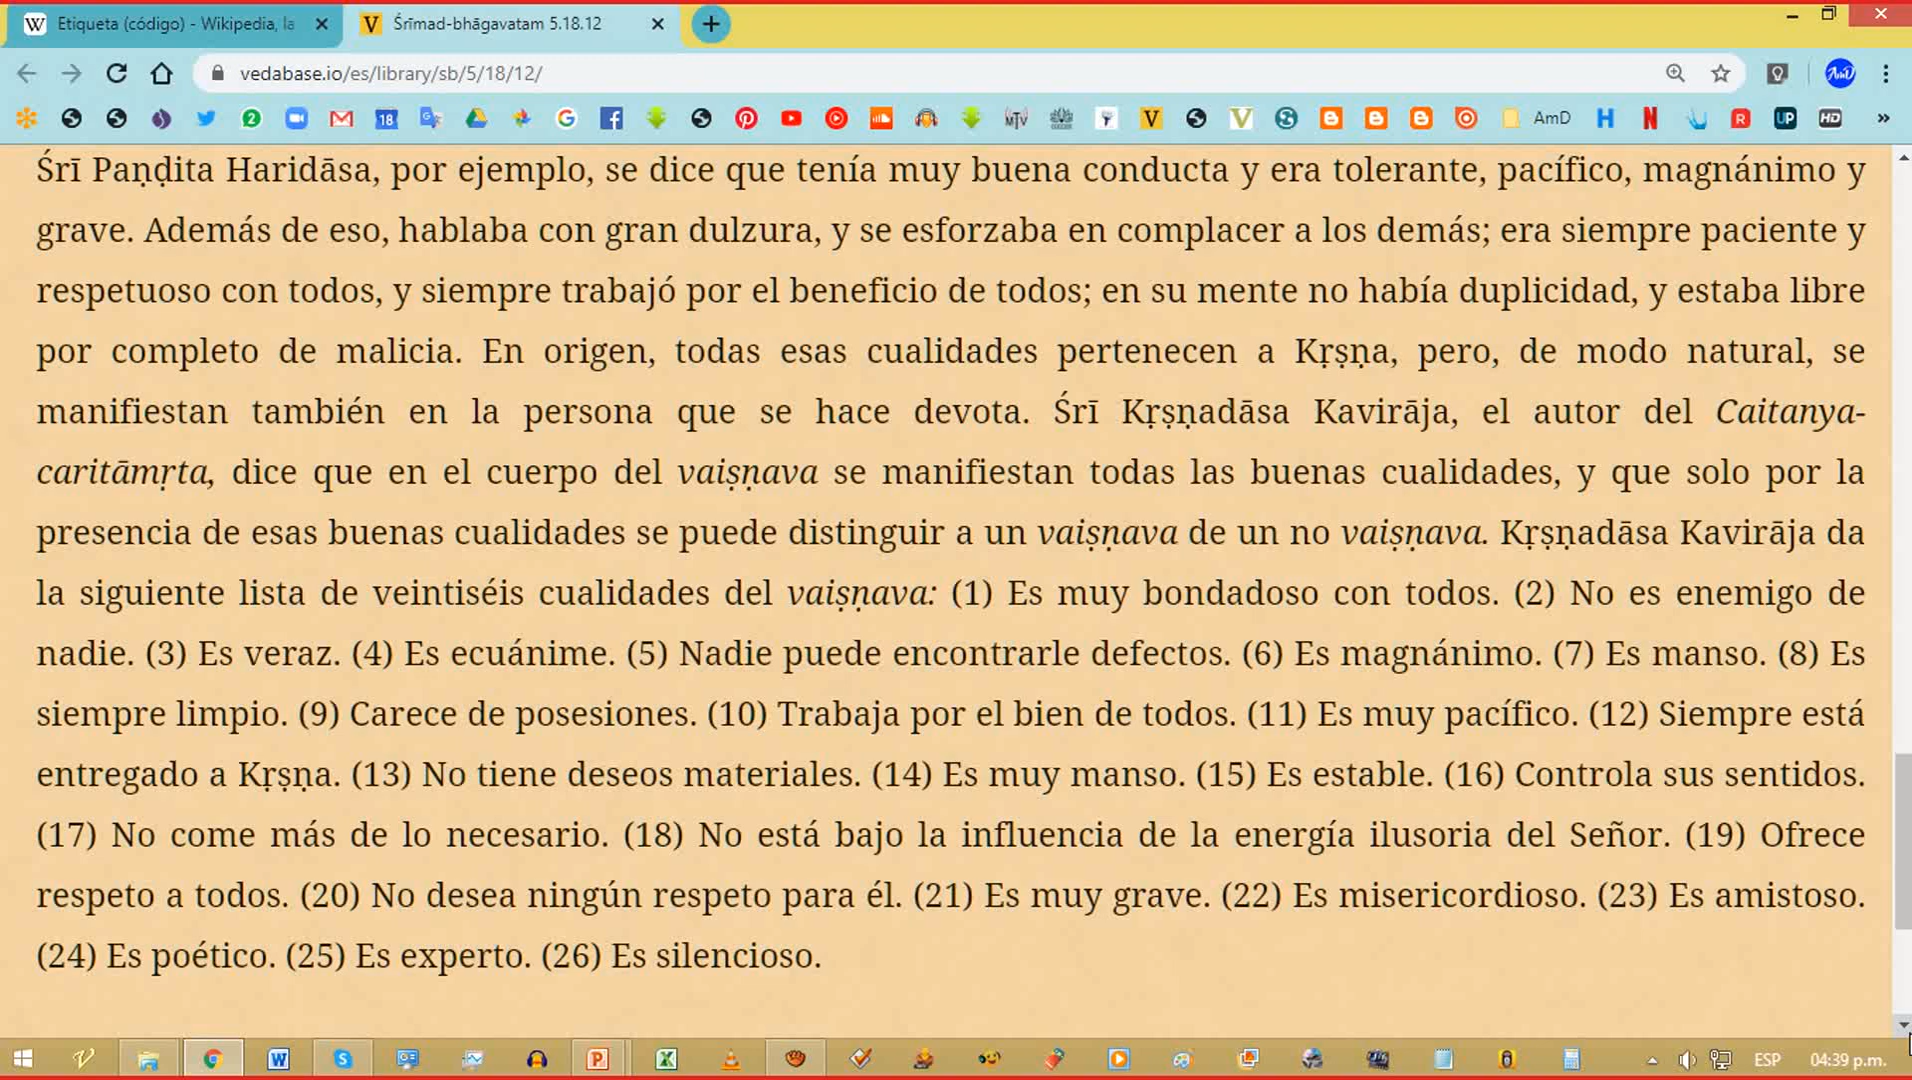 Etiqueta (código) - Wikipedia, la
Śrīmad-bhāgavatam 5.18.12
vedabase.io/es/library/sb/5/18/12/
AmD
Śrī Paṇḍita Haridāsa, por ejemplo, se dice que tenía muy buena conducta y era tolerante, pacífico, magnánimo y
grave. Además de eso, hablaba con gran dulzura, y se esforzaba en complacer a los demás; era siempre paciente y
respetuoso con todos, y siempre trabajó por el beneficio de todos; en su mente no había duplicidad, y estaba libre
por completo de malicia. En origen, todas esas cualidades pertenecen a Kṛṣṇa, pero, de modo natural, se
manifiestan también en la persona que se hace devota. Śrī Kṛṣṇadāsa Kavirāja, el autor del Caitanya-
caritāmṛta, dice que en el cuerpo del vaiṣṇava se manifiestan todas las buenas cualidades, y que solo por la
presencia de esas buenas cualidades se puede distinguir a un vaiṣṇava de un no vaiṣṇava. Kṛṣṇadāsa Kavirāja da
la siguiente lista de veintiséis cualidades del vaiṣṇava: (1) Es muy bondadoso con todos. (2) No es enemigo de
nadie. (3) Es veraz. (4) Es ecuánime. (5) Nadie puede encontrarle defectos. (6) Es magnánimo. (7) Es manso. (8) Es
siempre limpio. (9) Carece de posesiones. (10) Trabaja por el bien de todos. (11) Es muy pacífico. (12) Siempre está
entregado a Kṛṣṇa. (13) No tiene deseos materiales. (14) Es muy manso. (15) Es estable. (16) Controla sus sentidos.
(17) No come más de lo necesario. (18) No está bajo la influencia de la energía ilusoria del Señor. (19) Ofrece
respeto a todos. (20) No desea ningún respeto para él. (21) Es muy grave. (22) Es misericordioso. (23) Es amistoso.
(24) Es poético. (25) Es experto. (26) Es silencioso.
ESP 04:39 p.m.